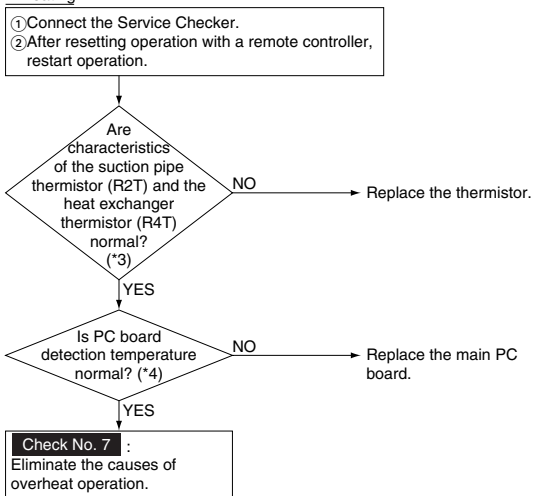 ①Connect the Service Checker.
②After resetting operation with a remote controller,
restart operation.
Are
characteristics
of the suction pipe
thermistor (R2T) and the
heat exchanger
thermistor (R4T)
normal?
(*3)
NO
Replace the thermistor.
YES
Is PC board
detection temperature
normal? (*4)
NO
Replace the main PC
board.
YES
Check No. 7 :
Eliminate the causes of
overheat operation.